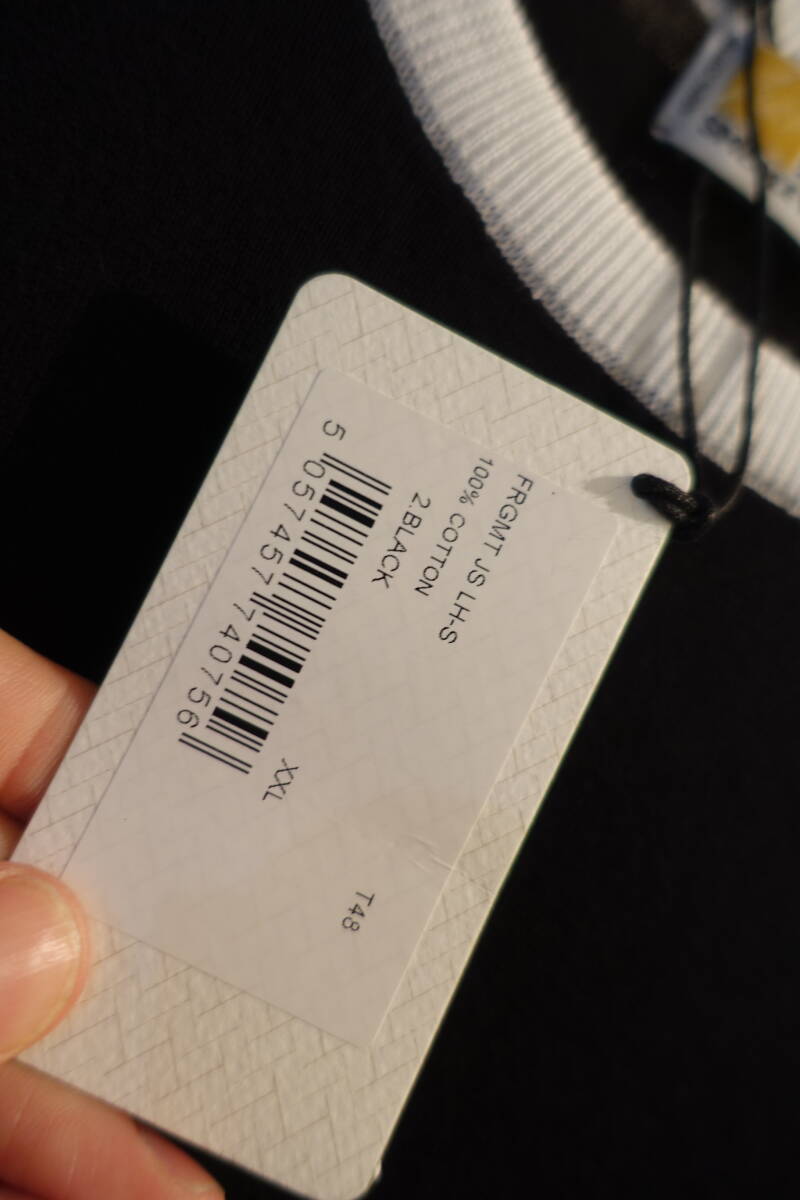 FRGMT JS LH-S
100% COTTON
2.BLACK
5 057457 740756
XXL
T48